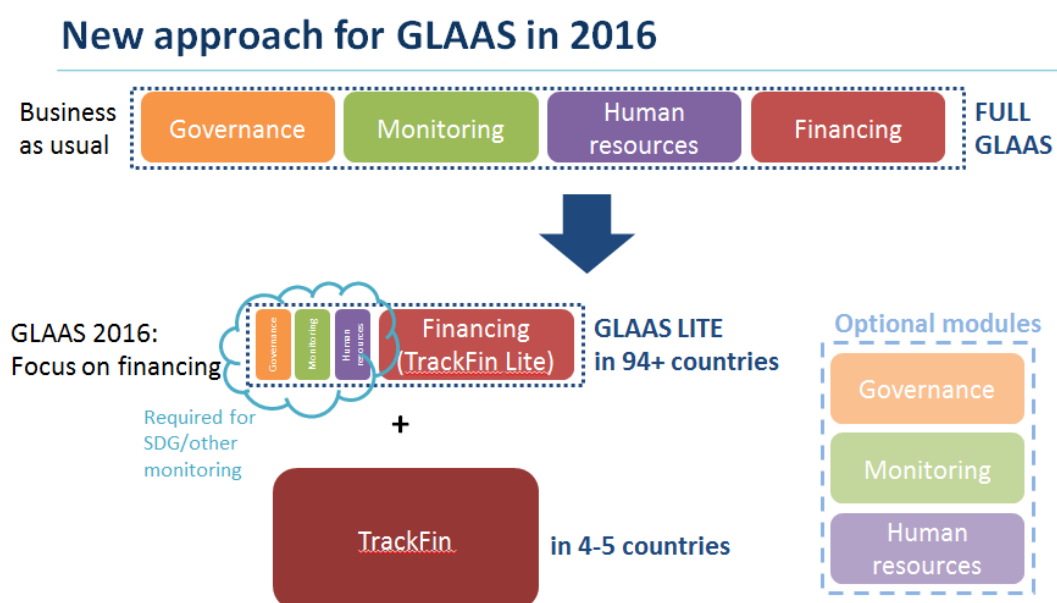 New approach for GLAAS in 2016
Business
as usual
Governance
Monitoring
Human
resources
Financing
FULL
GLAAS
GLAAS 2016:
Focus on financing
Governance
Monitoring
Human
resources
Financing
(TrackFin Lite)
GLAAS LITE
in 94+ countries
Required for
SDG/other
monitoring
+
TrackFin
in 4-5 countries
Optional modules
Governance
Monitoring
Human
resources